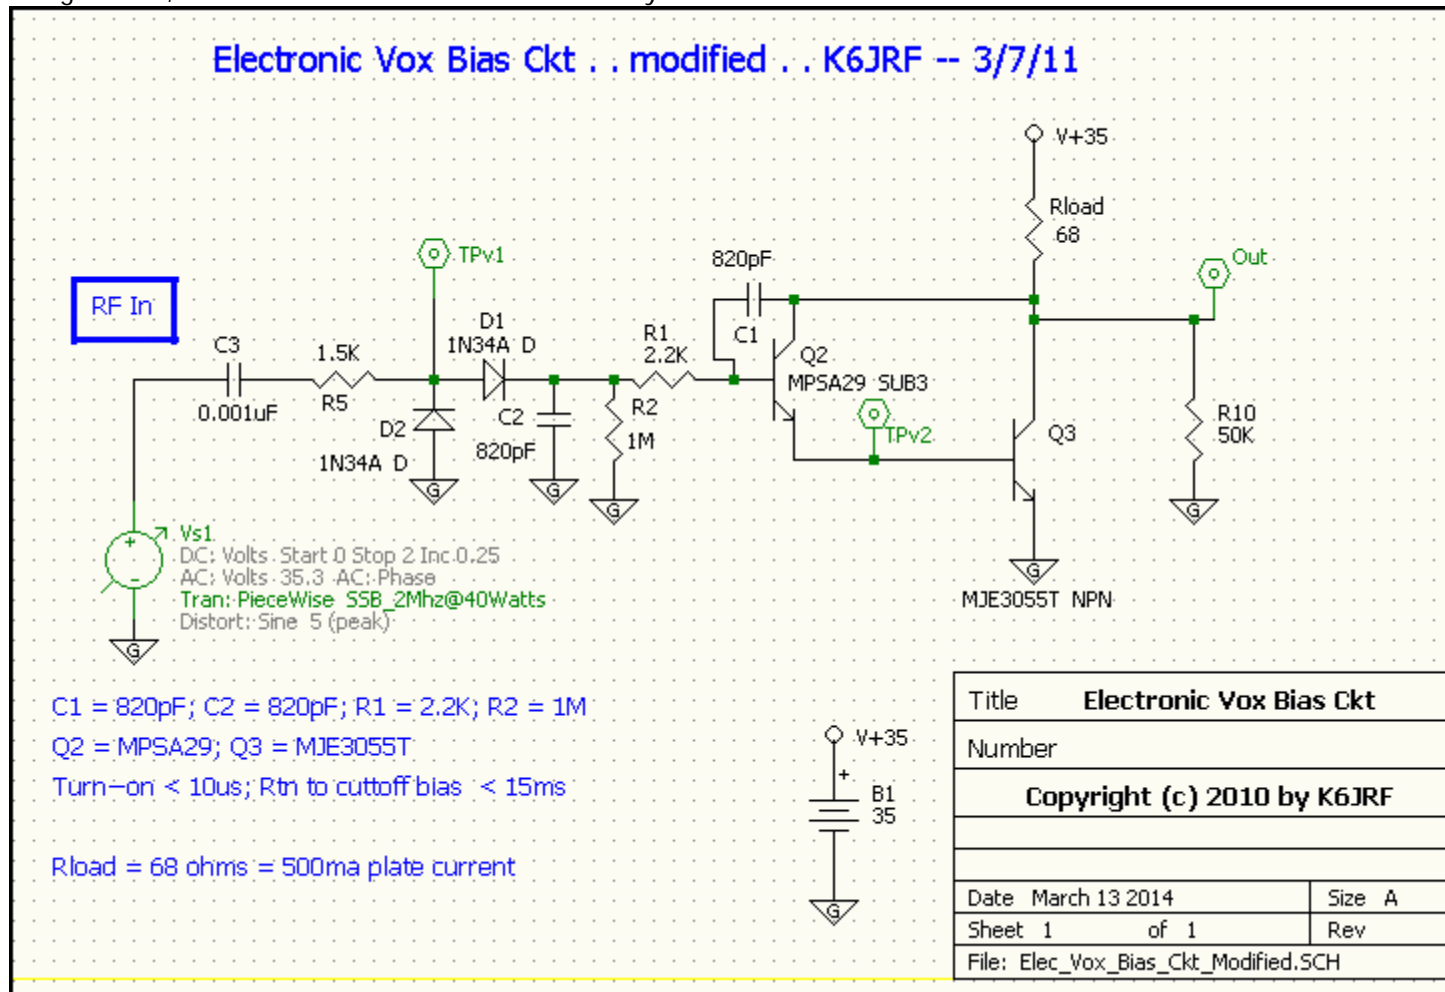 Electronic Vox Bias Ckt . . modified . . K6JRF -- 3/7/11
V+35
Rload
68
Out
TPv1
820pF
C1
RF In
D1
1N34A D
R1
2.2K
C3
0.001uF
1.5K
R5
Q2
MPSA29 SUB3
D2
1N34A D
C2
820pF
R2
1M
TPv2
Q3
R10
50K
G
G
G
G
G
G
MJE3055T NPN
Vs1
DC: Volts Start 0 Stop 2 Inc 0.25
AC: Volts 35.3 AC: Phase
Tran: PieceWise SSB_2Mhz@40Watts
Distort: Sine 5 (peak)
C1 = 820pF; C2 = 820pF; R1 = 2.2K; R2 = 1M
Q2 = MPSA29; Q3 = MJE3055T
Turn-on < 10us; Rtn to cuttoff bias < 15ms
Rload = 68 ohms = 500ma plate current
V+35
+
B1
35
G
Title Electronic Vox Bias Ckt
Number
Copyright (c) 2010 by K6JRF
Date March 13 2014 Size A
Sheet 1 of 1 Rev
File: Elec_Vox_Bias_Ckt_Modified.SCH